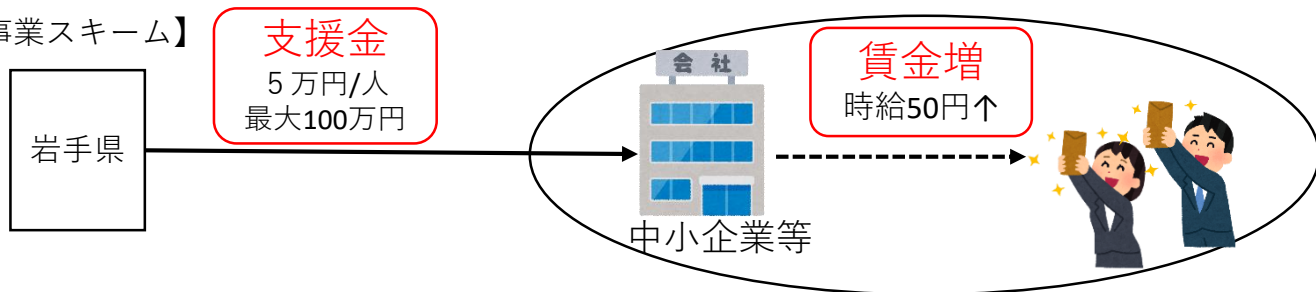 事業スキーム】
支援金
5万円/人
最大100万円
岩手県
会社
中小企業等
賃金増
時給50円↑